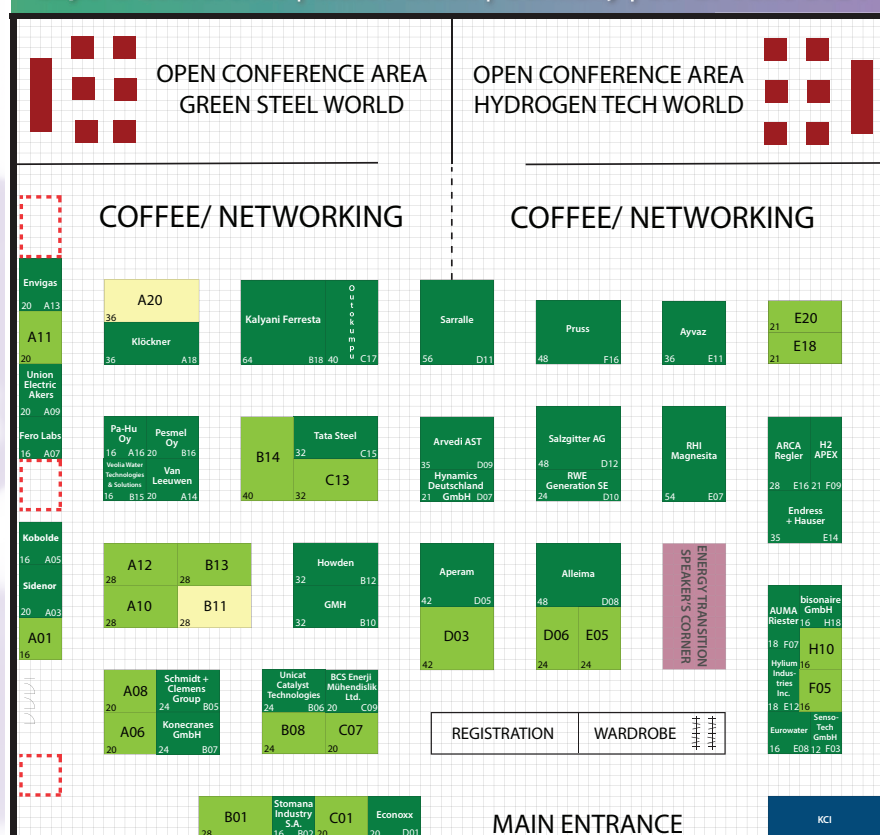 OPEN CONFERENCE AREA
GREEN STEEL WORLD
OPEN CONFERENCE AREA
HYDROGEN TECH WORLD
COFFEE/ NETWORKING
COFFEE/ NETWORKING
Envigas
20 A13
A11
20
Union
Electric
Akers
20 A09
Fero Labs
16 A07
Kobolde
16 A05
Sidenor
20 A03
A01
16
A20
36
Klöckner
36 A18
Kalyani Ferresta
64 B18
Outokumpu
40 C17
Sarralle
56 D11
Pruss
48 F16
Ayvaz
36 E11
E20
21
E18
21
Pa-Hu
Oy
16 A16
Pesmel
Oy
20 B16
Veolia Water
Technologies
& Solutions
16 B15
Van
Leeuwen
20 A14
B14
40
Tata Steel
32 C15
C13
32
Arvedi AST
35 D09
Hynamics
Deutschland
GmbH
21 D07
Salzgitter AG
48 D12
RWE
Generation SE
24 D10
RHI
Magnesita
54 E07
ARCA
Regler
28 E16
H2
APEX
21 F09
Endress
+ Hauser
35 E14
A12
28
B13
28
A10
28
B11
28
Howden
32 B12
GMH
32 B10
Aperam
42 D05
D03
42
Alleima
48 D08
D06
24
E05
24
ENERGY TRANSITION
SPEAKER'S CORNER
AUMA
Riester
18 F07
bisonaire
GmbH
16 H18
H10
16
Hylium
Indus-
tries
Inc.
18 E12
F05
16
Eurowater
16 E08
Senso-
Tech
GmbH
12 F03
A08
20
Schmidt +
Clemens
Group
24 B05
A06
20
Konecranes
GmbH
24 B07
Unicat
Catalyst
Technologies
24 B06
BCS Enerji
Mühendislik
Ltd.
20 C09
B08
24
C07
20
REGISTRATION
WARDROBE
B01
28
Stomana
Industry
S.A.
16 B02
C01
20
Econoxx
20 D01
MAIN ENTRANCE
KCI